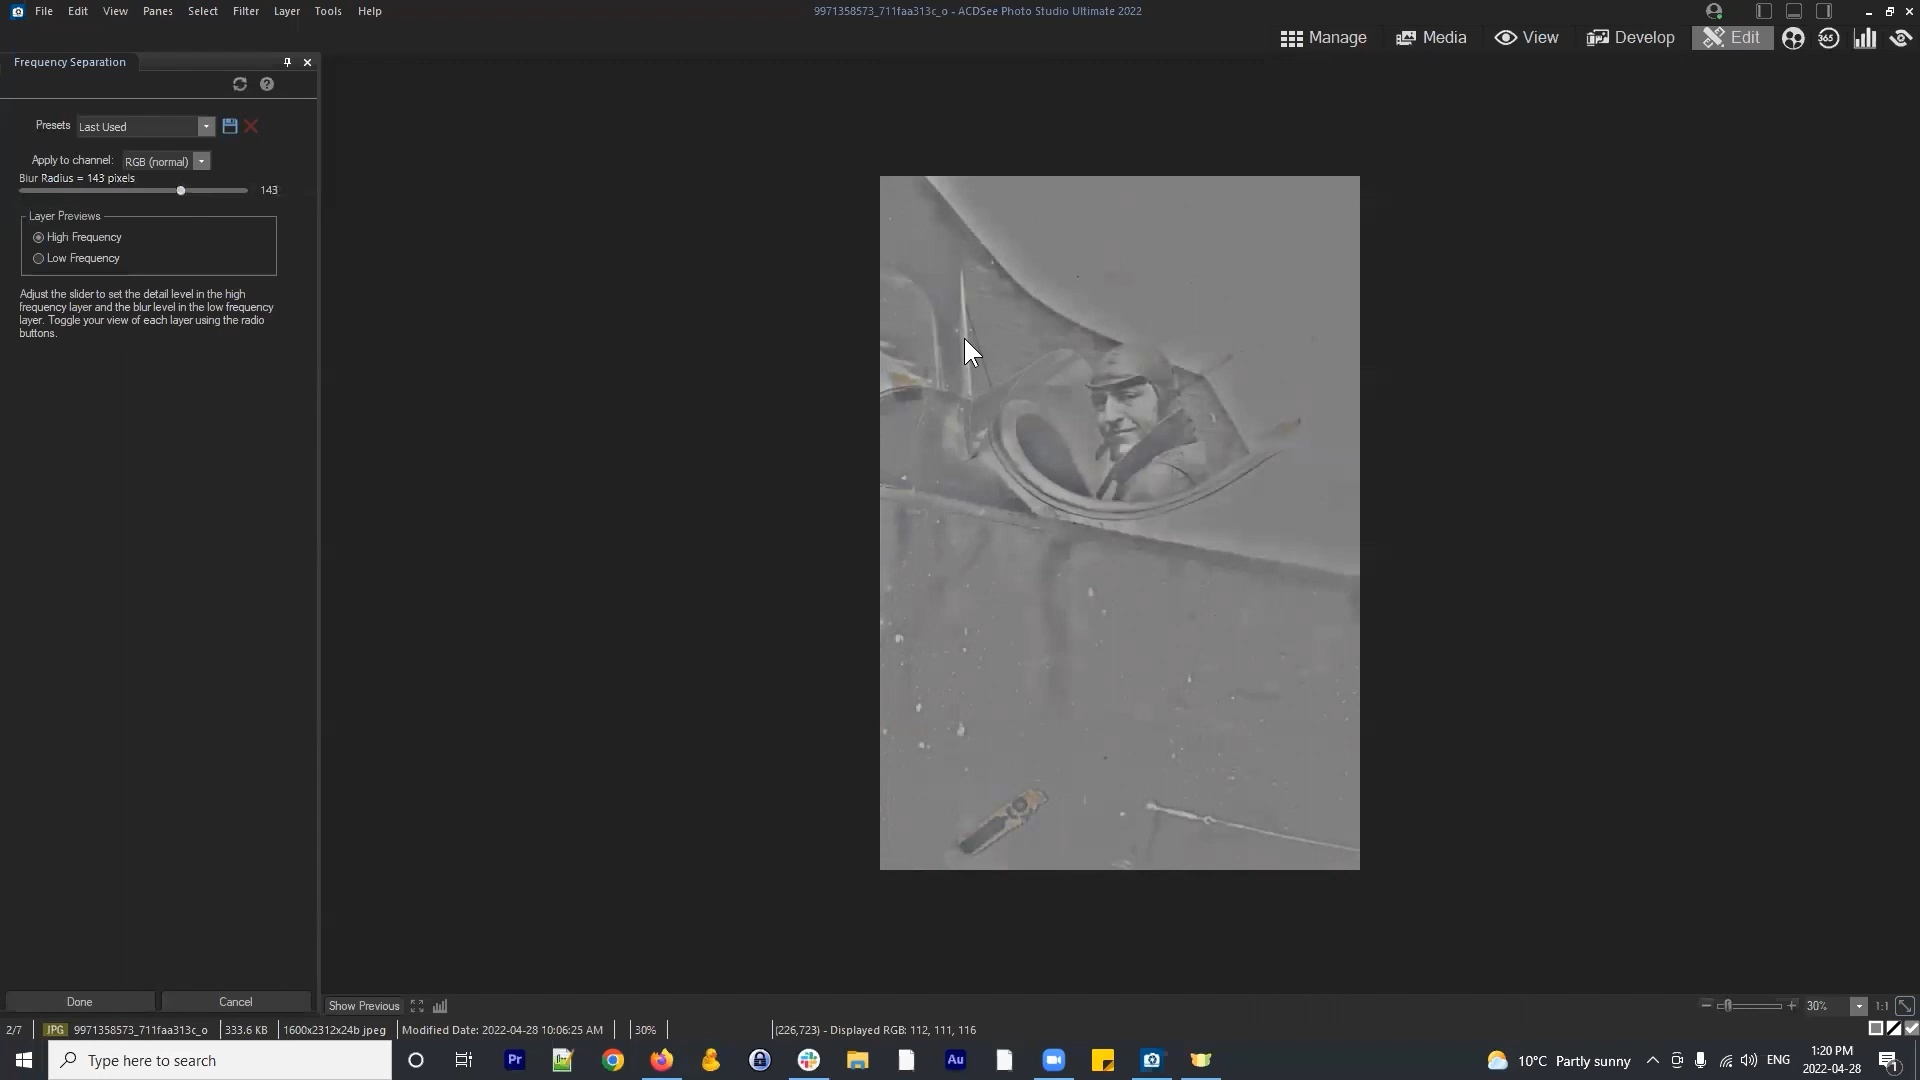 File Edit View Panes Select Filter Layer Tools Help
9971358573_711faa313c_o - ACDSee Photo Studio Ultimate 2022
Manage Media View Develop Edit 365
Frequency Separation
Presets Last Used
Apply to channel: RGB (normal)
Blur Radius = 143 pixels
143
Layer Previews
High Frequency
Low Frequency
Adjust the slider to set the detail level in the high
frequency layer and the blur level in the low frequency
layer. Toggle your view of each layer using the radio
buttons.
Done Cancel
Show Previous
30% 1:1
2/7 JPG 9971358573_711faa313c_o 333.6 KB 1600x2312x24b jpeg Modified Date: 2022-04-28 10:06:25 AM 30% (226,723) - Displayed RGB: 112, 111, 116
Type here to search
Pr
Au
10°C Partly sunny
ENG
1:20 PM
2022-04-28
1